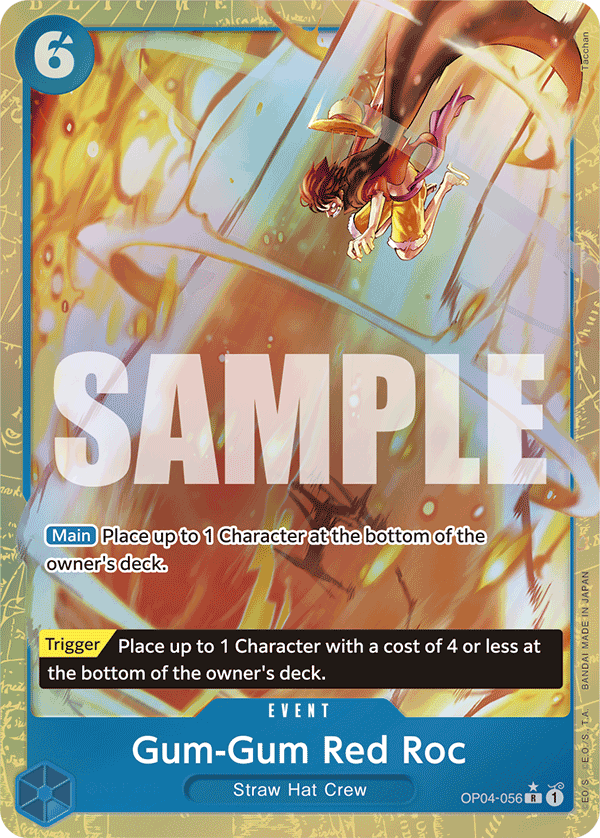 6
Tacchan
SAMPLE
Main Place up to 1 Character at the bottom of the
owner's deck.
Trigger Place up to 1 Character with a cost of 4 or less at
the bottom of the owner's deck.
©E.O./S. ©E.O./S., T.A. BANDAI MADE IN JAPAN
EVENT
Gum-Gum Red Roc
Straw Hat Crew
OP04-056 R 1